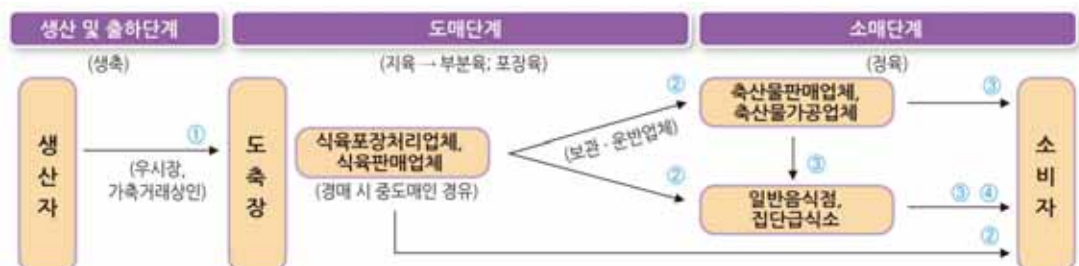 생산 및 출하단계
도매단계
소매단계
(생축)
(지육 → 부분육; 포장육)
(정육)
생산자
①
(우시장,
가축거래상인)
도축장
식육포장처리업체,
식육판매업체
(경매 시 중도매인 경유)
②
(보관 · 운반업체)
②
축산물판매업체,
축산물가공업체
③
③
일반음식점,
집단급식소
③ ④
②
소비자